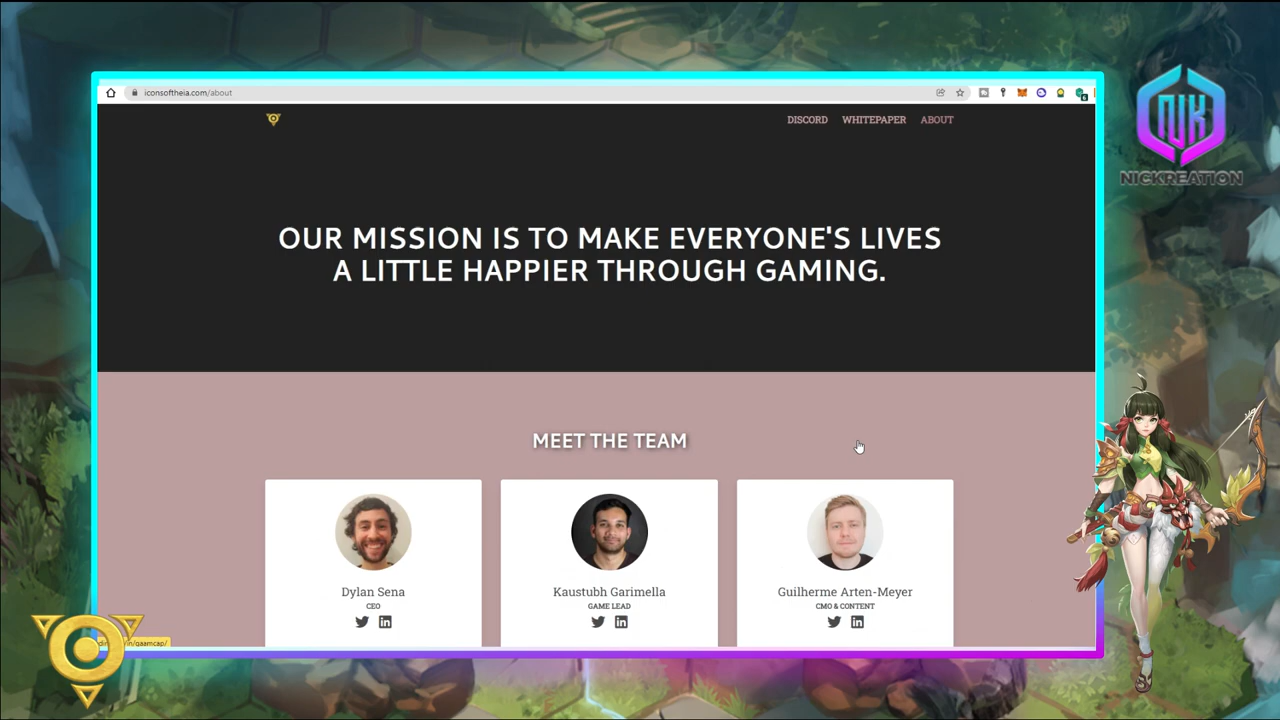 iconsoftheia.com/about
DISCORD WHITEPAPER ABOUT
OUR MISSION IS TO MAKE EVERYONE'S LIVES
A LITTLE HAPPIER THROUGH GAMING.
MEET THE TEAM
Dylan Sena
CEO
Kaustubh Garimella
GAME LEAD
Guilherme Arten-Meyer
CMO & CONTENT
NICKREATION